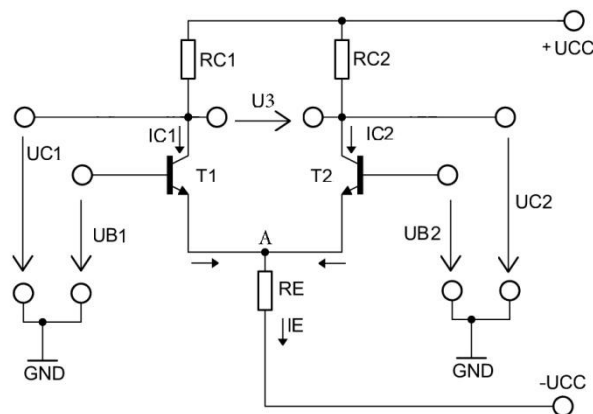 RC1
RC2
+UCC
U3
IC1
IC2
UC1
T1
T2
UC2
UB1
A
UB2
RE
IE
GND
GND
-UCC